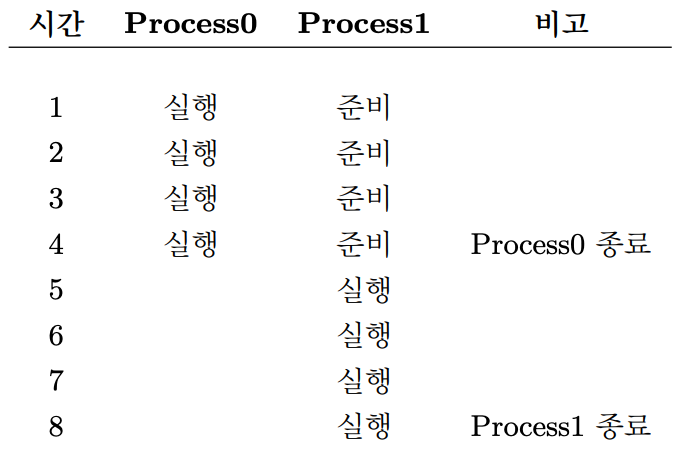 시간 Process0 Process1 비고
1 실행 준비
2 실행 준비
3 실행 준비
4 실행 준비 Process0 종료
5 실행
6 실행
7 실행
8 실행 Process1 종료